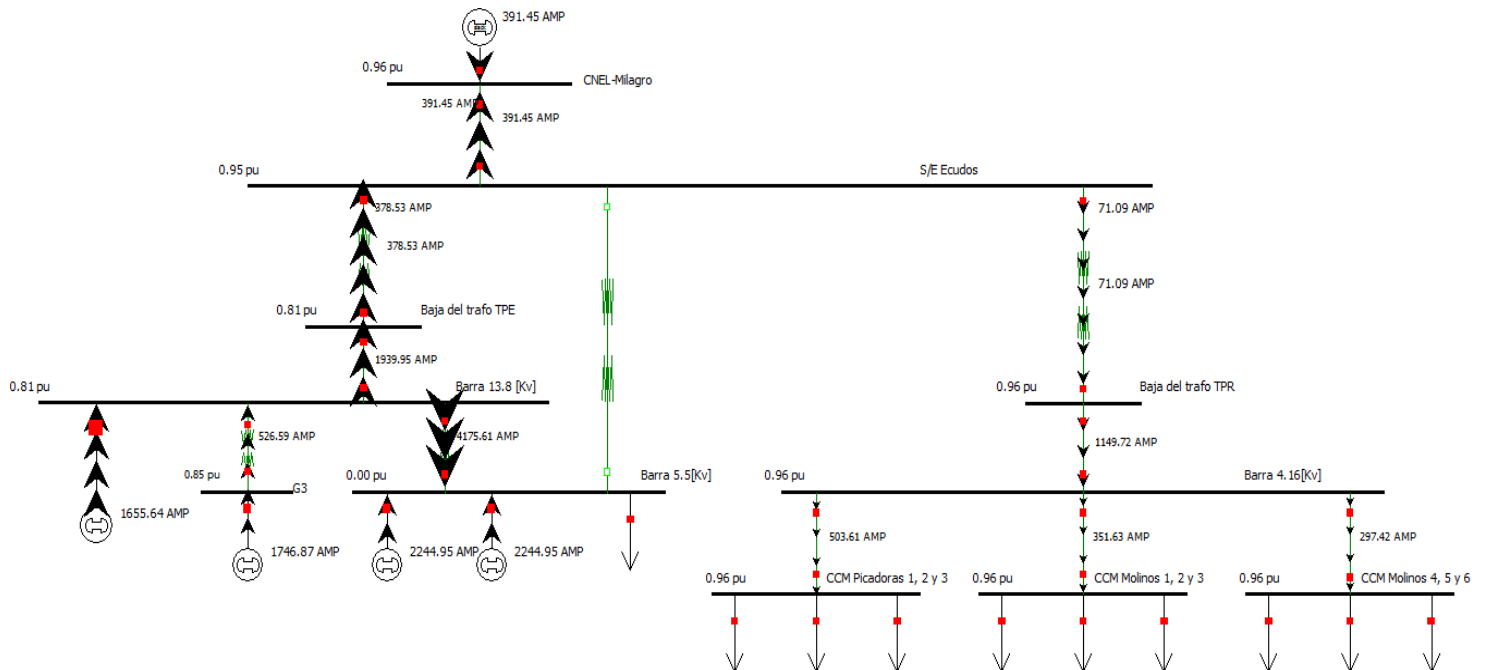 391.45 AMP
0.96 pu
CNEL-Milagro
391.45 AMP
391.45 AMP
0.95 pu
S/E Ecudos
378.53 AMP
71.09 AMP
378.53 AMP
71.09 AMP
0.81 pu
Baja del trafo TPE
1939.95 AMP
0.81 pu
Barra 13.8 [Kv]
0.96 pu
Baja del trafo TPR
526.59 AMP
4175.61 AMP
1149.72 AMP
0.85 pu
G3
0.00 pu
Barra 5.5[Kv]
0.96 pu
Barra 4.16[Kv]
1655.64 AMP
1746.87 AMP
2244.95 AMP
2244.95 AMP
503.61 AMP
351.63 AMP
297.42 AMP
0.96 pu
CCM Picadoras 1, 2 y 3
0.96 pu
CCM Molinos 1, 2 y 3
0.96 pu
CCM Molinos 4, 5 y 6